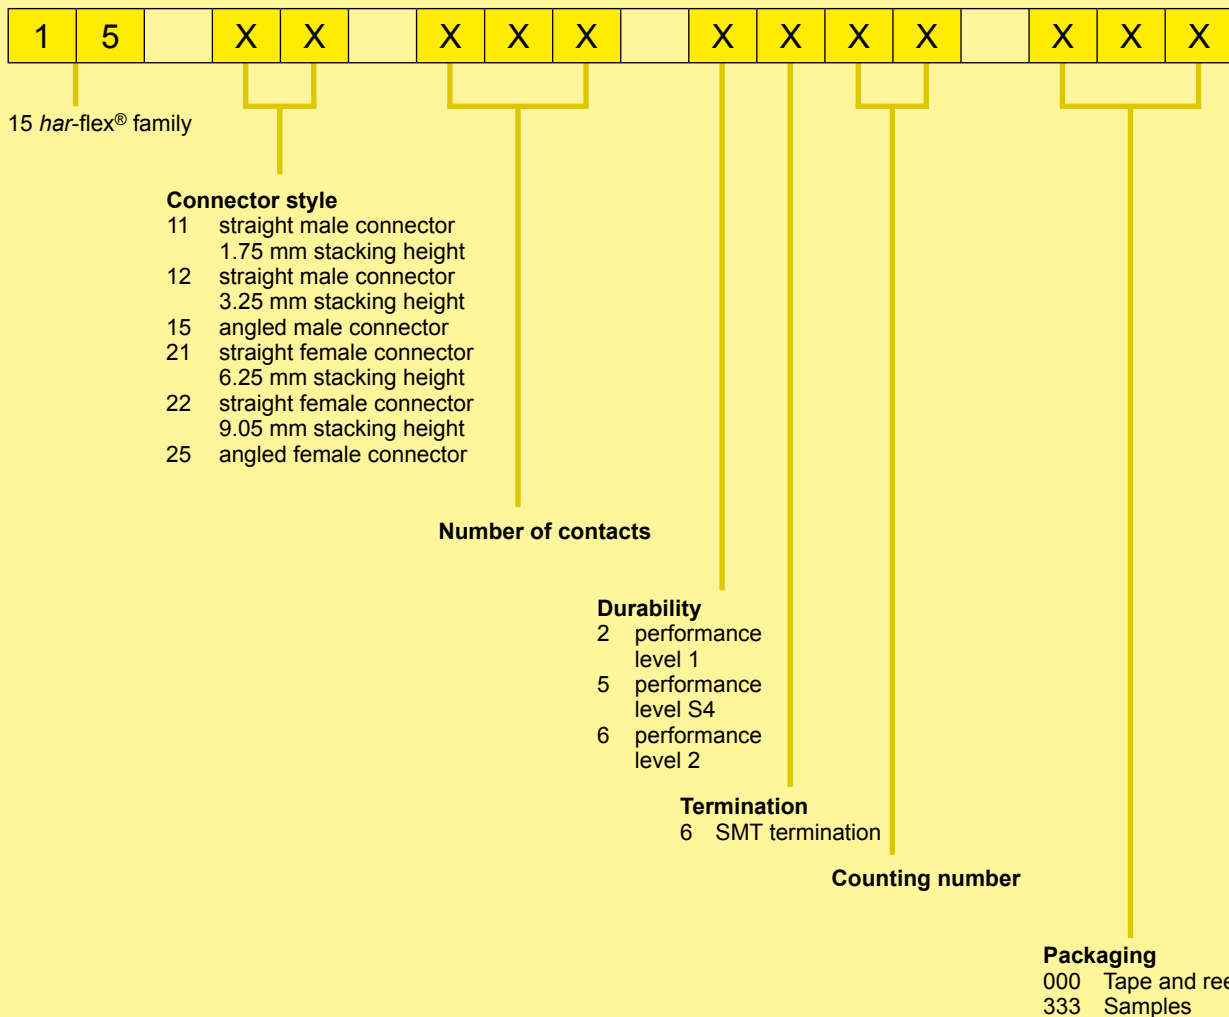 1 5 X X X X X X X X X X X X
15 har-flex® family
Connector style
11 straight male connector
1.75 mm stacking height
12 straight male connector
3.25 mm stacking height
15 angled male connector
21 straight female connector
6.25 mm stacking height
22 straight female connector
9.05 mm stacking height
25 angled female connector
Number of contacts
Durability
2 performance
level 1
5 performance
level S4
6 performance
level 2
Termination
6 SMT termination
Counting number
Packaging
000 Tape and
333 Samples